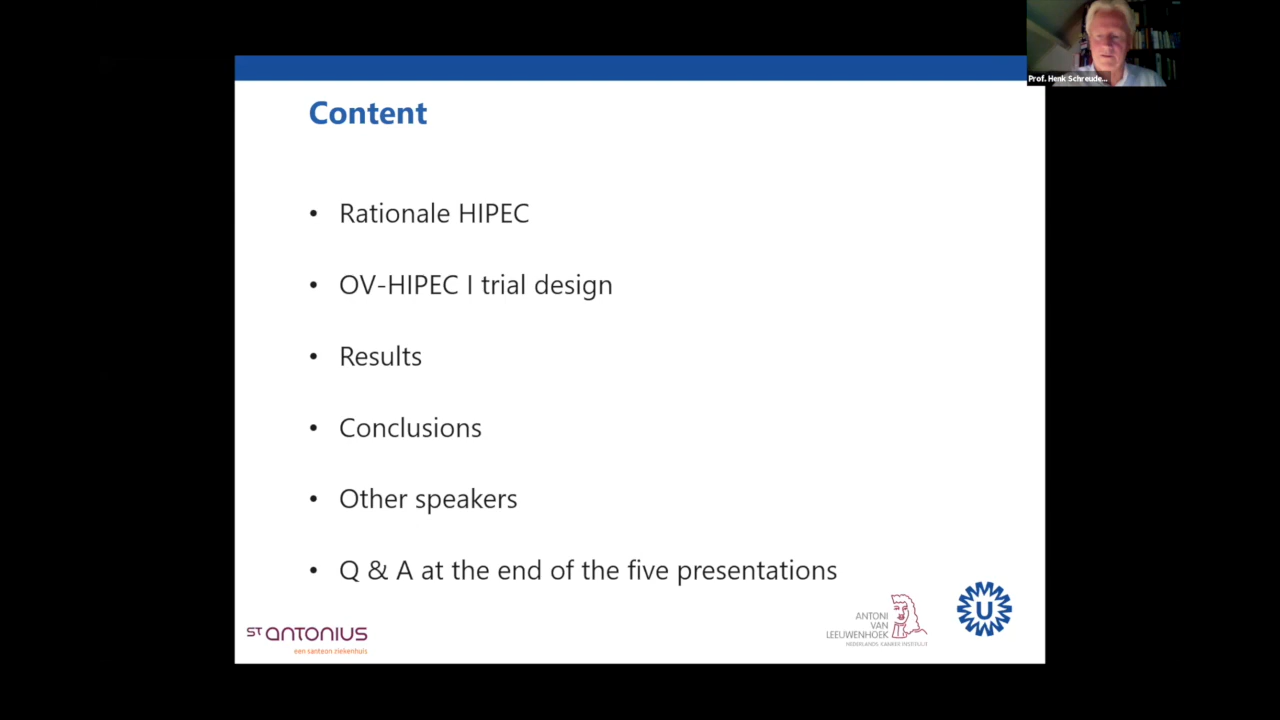 Prof. Henk Schreude...
Content
• Rationale HIPEC
• OV-HIPEC I trial design
• Results
• Conclusions
• Other speakers
• Q & A at the end of the five presentations
ST ANTONIUS
een santeon ziekenhuis
ANTONI
VAN
LEEUWENHOEK
NEDERLANDS KANKER INSTITUUT
U